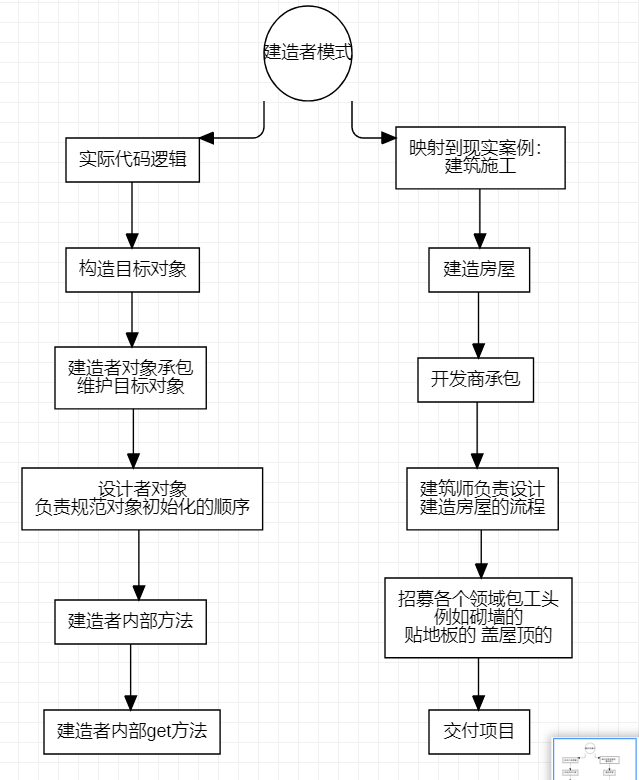 建造者模式
实际代码逻辑
映射到现实案例：
建筑施工
构造目标对象
建造房屋
建造者对象承包
维护目标对象
开发商承包
设计者对象
负责规范对象初始化的顺序
建筑师负责设计
建造房屋的流程
建造者内部方法
招募各个领域包工头
例如砌墙的
贴地板的 盖屋顶的
建造者内部get方法
交付项目